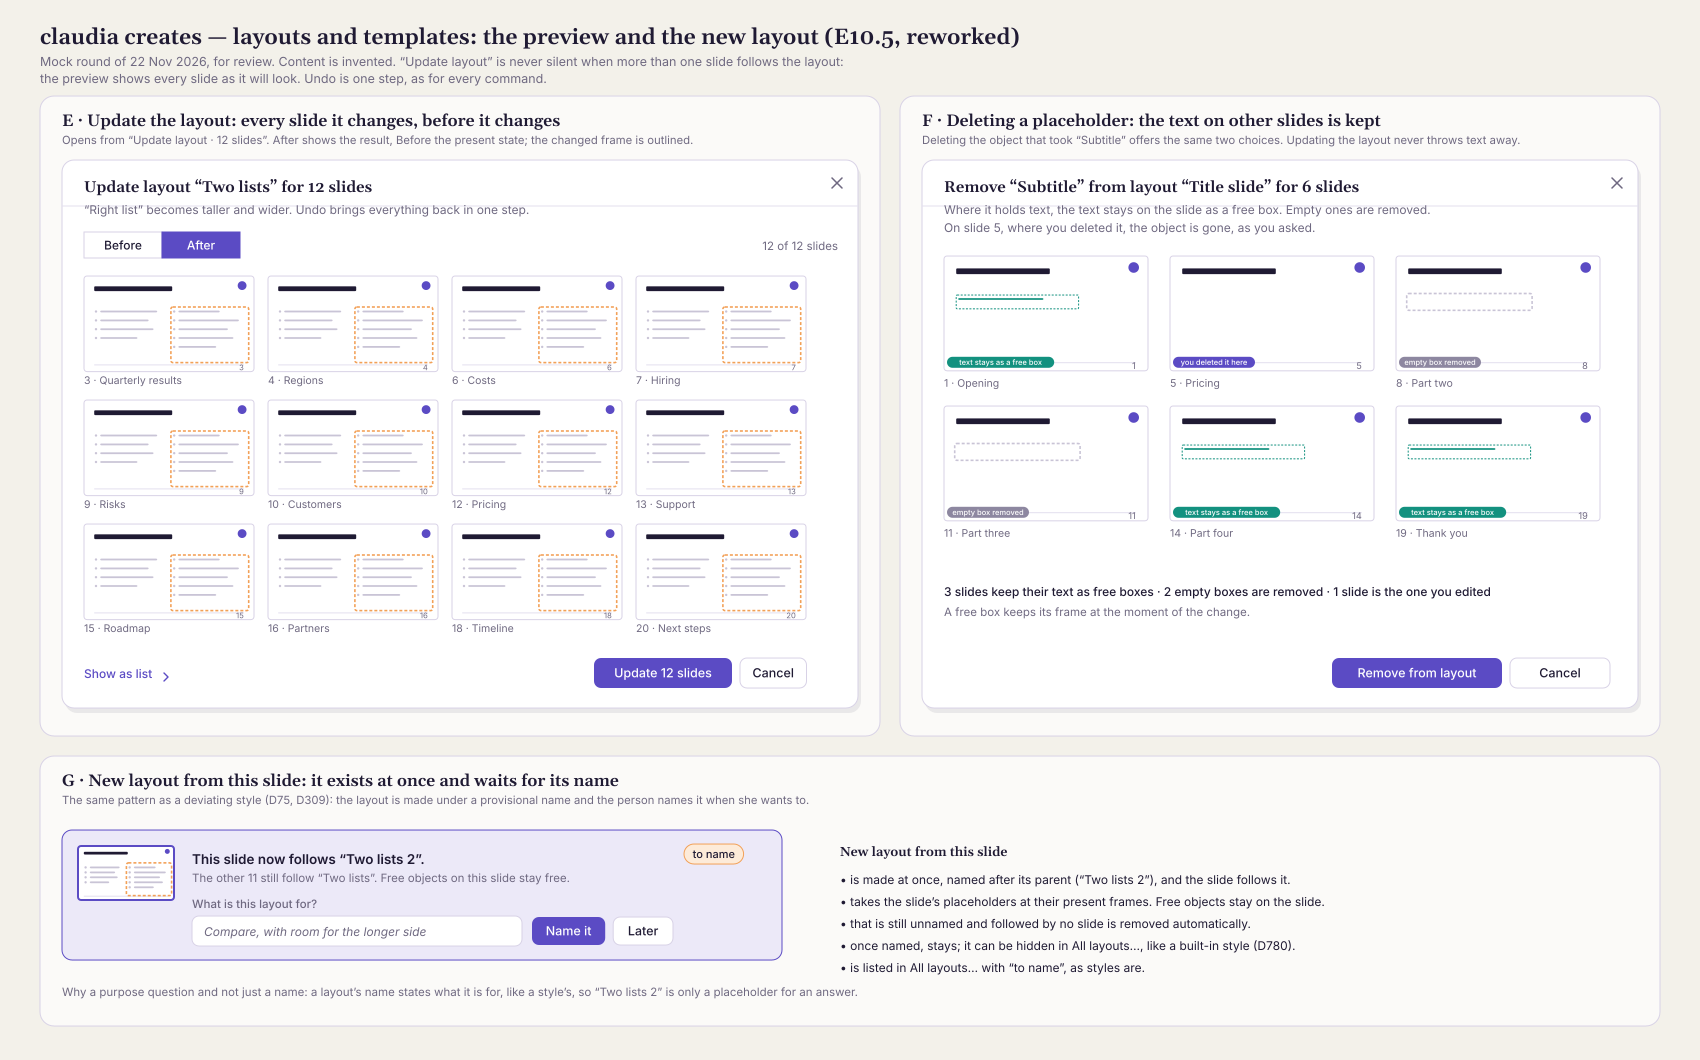 claudia creates — layouts and templates: the preview and the new layout (E10.5, reworked)
Mock round of 22 Nov 2026, for review. Content is invented. “Update layout” is never silent when more than one slide follows the layout:
the preview shows every slide as it will look. Undo is one step, as for every command.
E · Update the layout: every slide it changes, before it changes
Opens from “Update layout · 12 slides”. After shows the result, Before the present state; the changed frame is outlined.
Update layout “Two lists” for 12 slides
“Right list” becomes taller and wider. Undo brings everything back in one step.
Before
After
12 of 12 slides
3
4
6
7
3 · Quarterly results
4 · Regions
6 · Costs
7 · Hiring
9
10
12
13
9 · Risks
10 · Customers
12 · Pricing
13 · Support
15
16
18
20
15 · Roadmap
16 · Partners
18 · Timeline
20 · Next steps
Show as list
Update 12 slides
Cancel
F · Deleting a placeholder: the text on other slides is kept
Deleting the object that took “Subtitle” offers the same two choices. Updating the layout never throws text away.
Remove “Subtitle” from layout “Title slide” for 6 slides
Where it holds text, the text stays on the slide as a free box. Empty ones are removed.
On slide 5, where you deleted it, the object is gone, as you asked.
text stays as a free box
1
you deleted it here
5
empty box removed
8
1 · Opening
5 · Pricing
8 · Part two
empty box removed
11
text stays as a free box
14
text stays as a free box
19
11 · Part three
14 · Part four
19 · Thank you
3 slides keep their text as free boxes · 2 empty boxes are removed · 1 slide is the one you edited
A free box keeps its frame at the moment of the change.
Remove from layout
Cancel
G · New layout from this slide: it exists at once and waits for its name
The same pattern as a deviating style (D75, D309): the layout is made under a provisional name and the person names it when she wants to.
This slide now follows “Two lists 2”.
to name
The other 11 still follow “Two lists”. Free objects on this slide stay free.
What is this layout for?
Compare, with room for the longer side
Name it
Later
New layout from this slide
• is made at once, named after its parent (“Two lists 2”), and the slide follows it.
• takes the slide’s placeholders at their present frames. Free objects stay on the slide.
• that is still unnamed and followed by no slide is removed automatically.
• once named, stays; it can be hidden in All layouts…, like a built-in style (D780).
• is listed in All layouts… with “to name”, as styles are.
Why a purpose question and not just a name: a layout’s name states what it is for, like a style’s, so “Two lists 2” is only a placeholder for an answer.